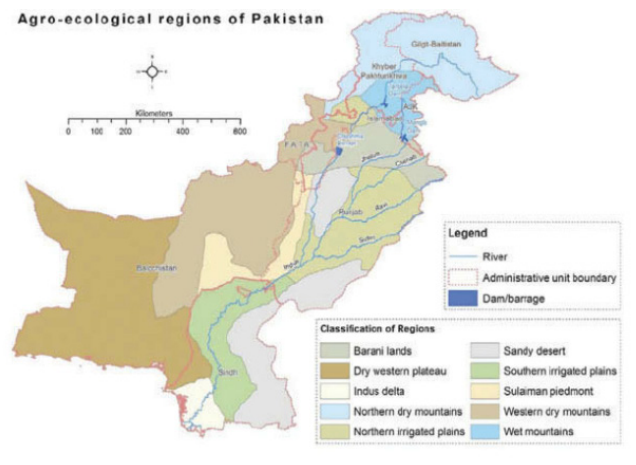 Agro-ecological regions of Pakistan
Gilgit-Baltistan
Khyber
Pakhtunkhwa
Islamabad
FATA
Jhelum
Chenab
Punjab
Ravi
Sutlej
Indus
Balochistan
Sindh
Kilometers
0 100 200 300 400 600
Legend
River
Administrative unit boundary
Dam/barrage
Classification of Regions
Barani lands
Dry western plateau
Indus delta
Northern dry mountains
Northern irrigated plains
Sandy desert
Southern irrigated plains
Sulaiman piedmont
Western dry mountains
Wet mountains